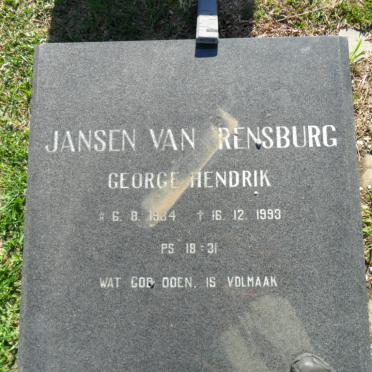 JANSEN VAN RENSBURG
GEORGE HENDRIK
* 6. 8. 1934 † 16. 12. 1993
PS 18:31
WAT GOD DOEN, IS VOLMAAK